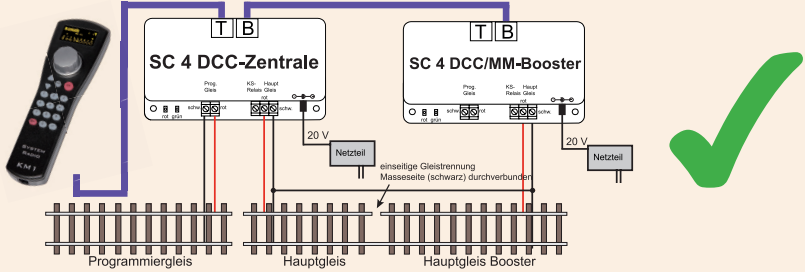 T B
T B
SC 4 DCC-Zentrale
SC 4 DCC/MM-Booster
Prog. Gleis
KS- Relais
Haupt Gleis
rot
schw.
rot
schw.
rot grün
20 V
Netzteil
Prog. Gleis
KS- Relais
Haupt Gleis
rot
schw.
rot
schw.
rot grün
20 V
Netzteil
SYSTEM
RADIO
KM1
einseitige Gleistrennung
Masseseite (schwarz) durchverbunden
Programmiergleis
Hauptgleis
Hauptgleis Booster